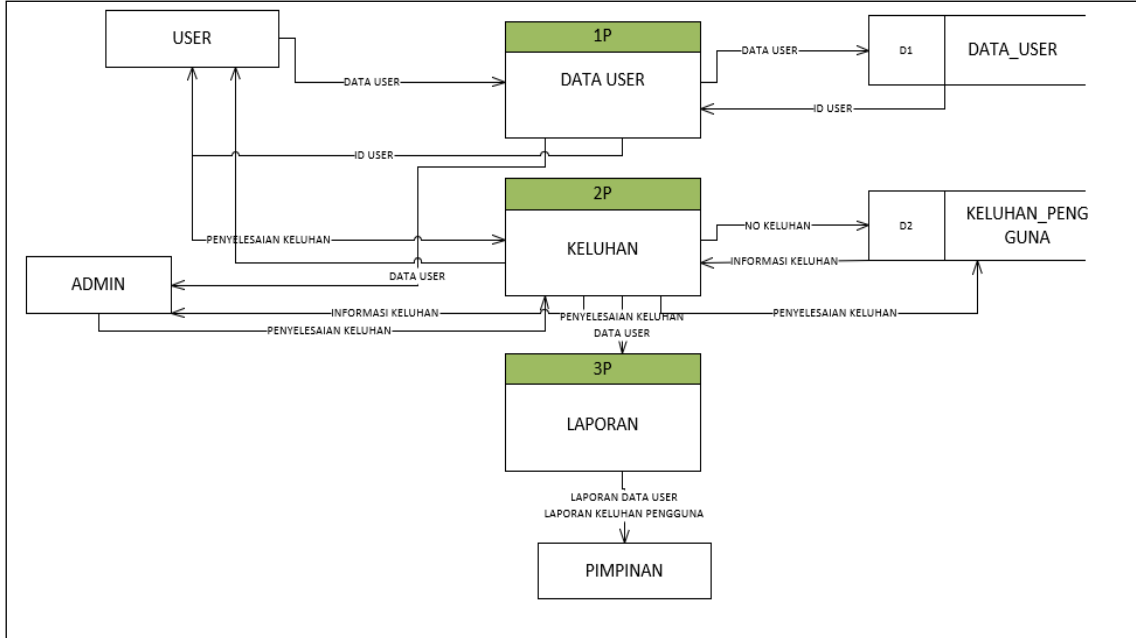 USER
1P
DATA USER
DATA USER
DATA USER
D1
DATA_USER
ID USER
ID USER
2P
KELUHAN
PENYELESAIAN KELUHAN
NO KELUHAN
D2
KELUHAN_PENG
GUNA
INFORMASI KELUHAN
DATA USER
ADMIN
INFORMASI KELUHAN
PENYELESAIAN KELUHAN
PENYELESAIAN KELUHAN
DATA USER
PENYELESAIAN KELUHAN
3P
LAPORAN
LAPORAN DATA USER
LAPORAN KELUHAN PENGGUNA
PIMPINAN